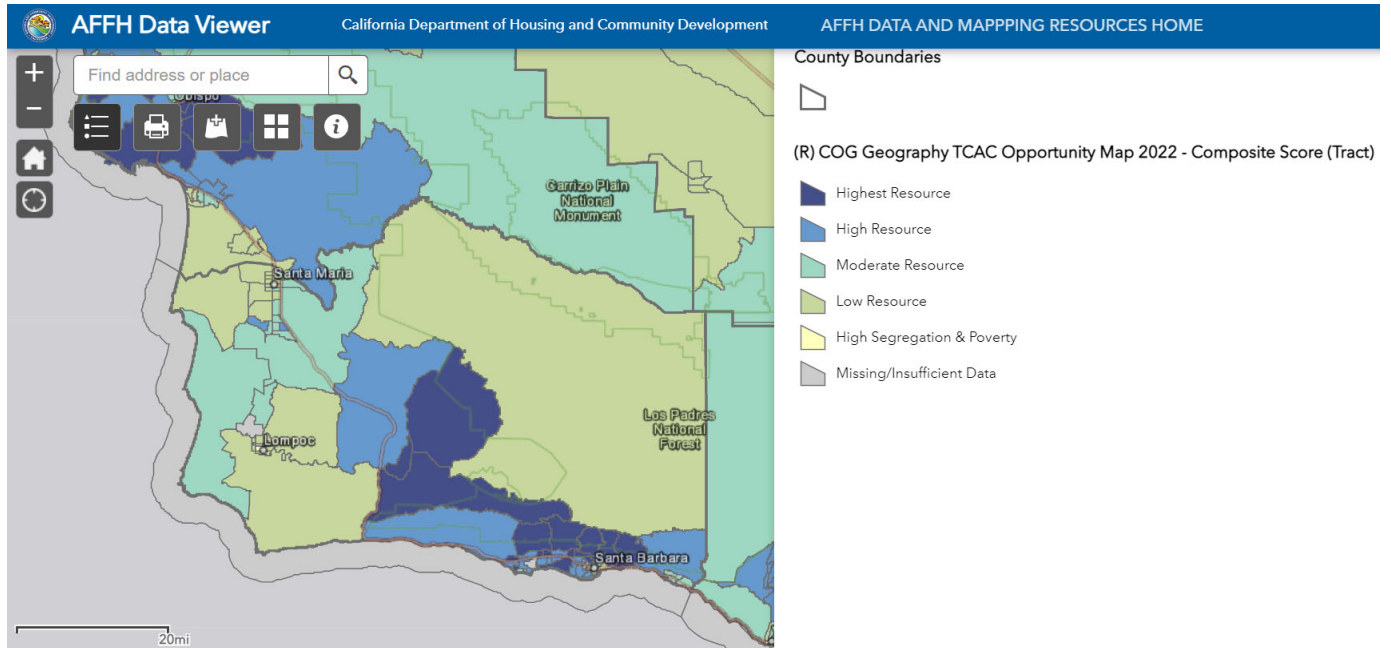 AFFH Data Viewer
California Department of Housing and Community Development
AFFH DATA AND MAPPPING RESOURCES HOME
+
Find address or place
−
Obispo
Carrizo Plain
National
Monument
Santa Maria
Los Padres
National
Forest
Lompoc
Santa Barbara
20mi
County Boundaries
(R) COG Geography TCAC Opportunity Map 2022 - Composite Score (Tract)
Highest Resource
High Resource
Moderate Resource
Low Resource
High Segregation & Poverty
Missing/Insufficient Data